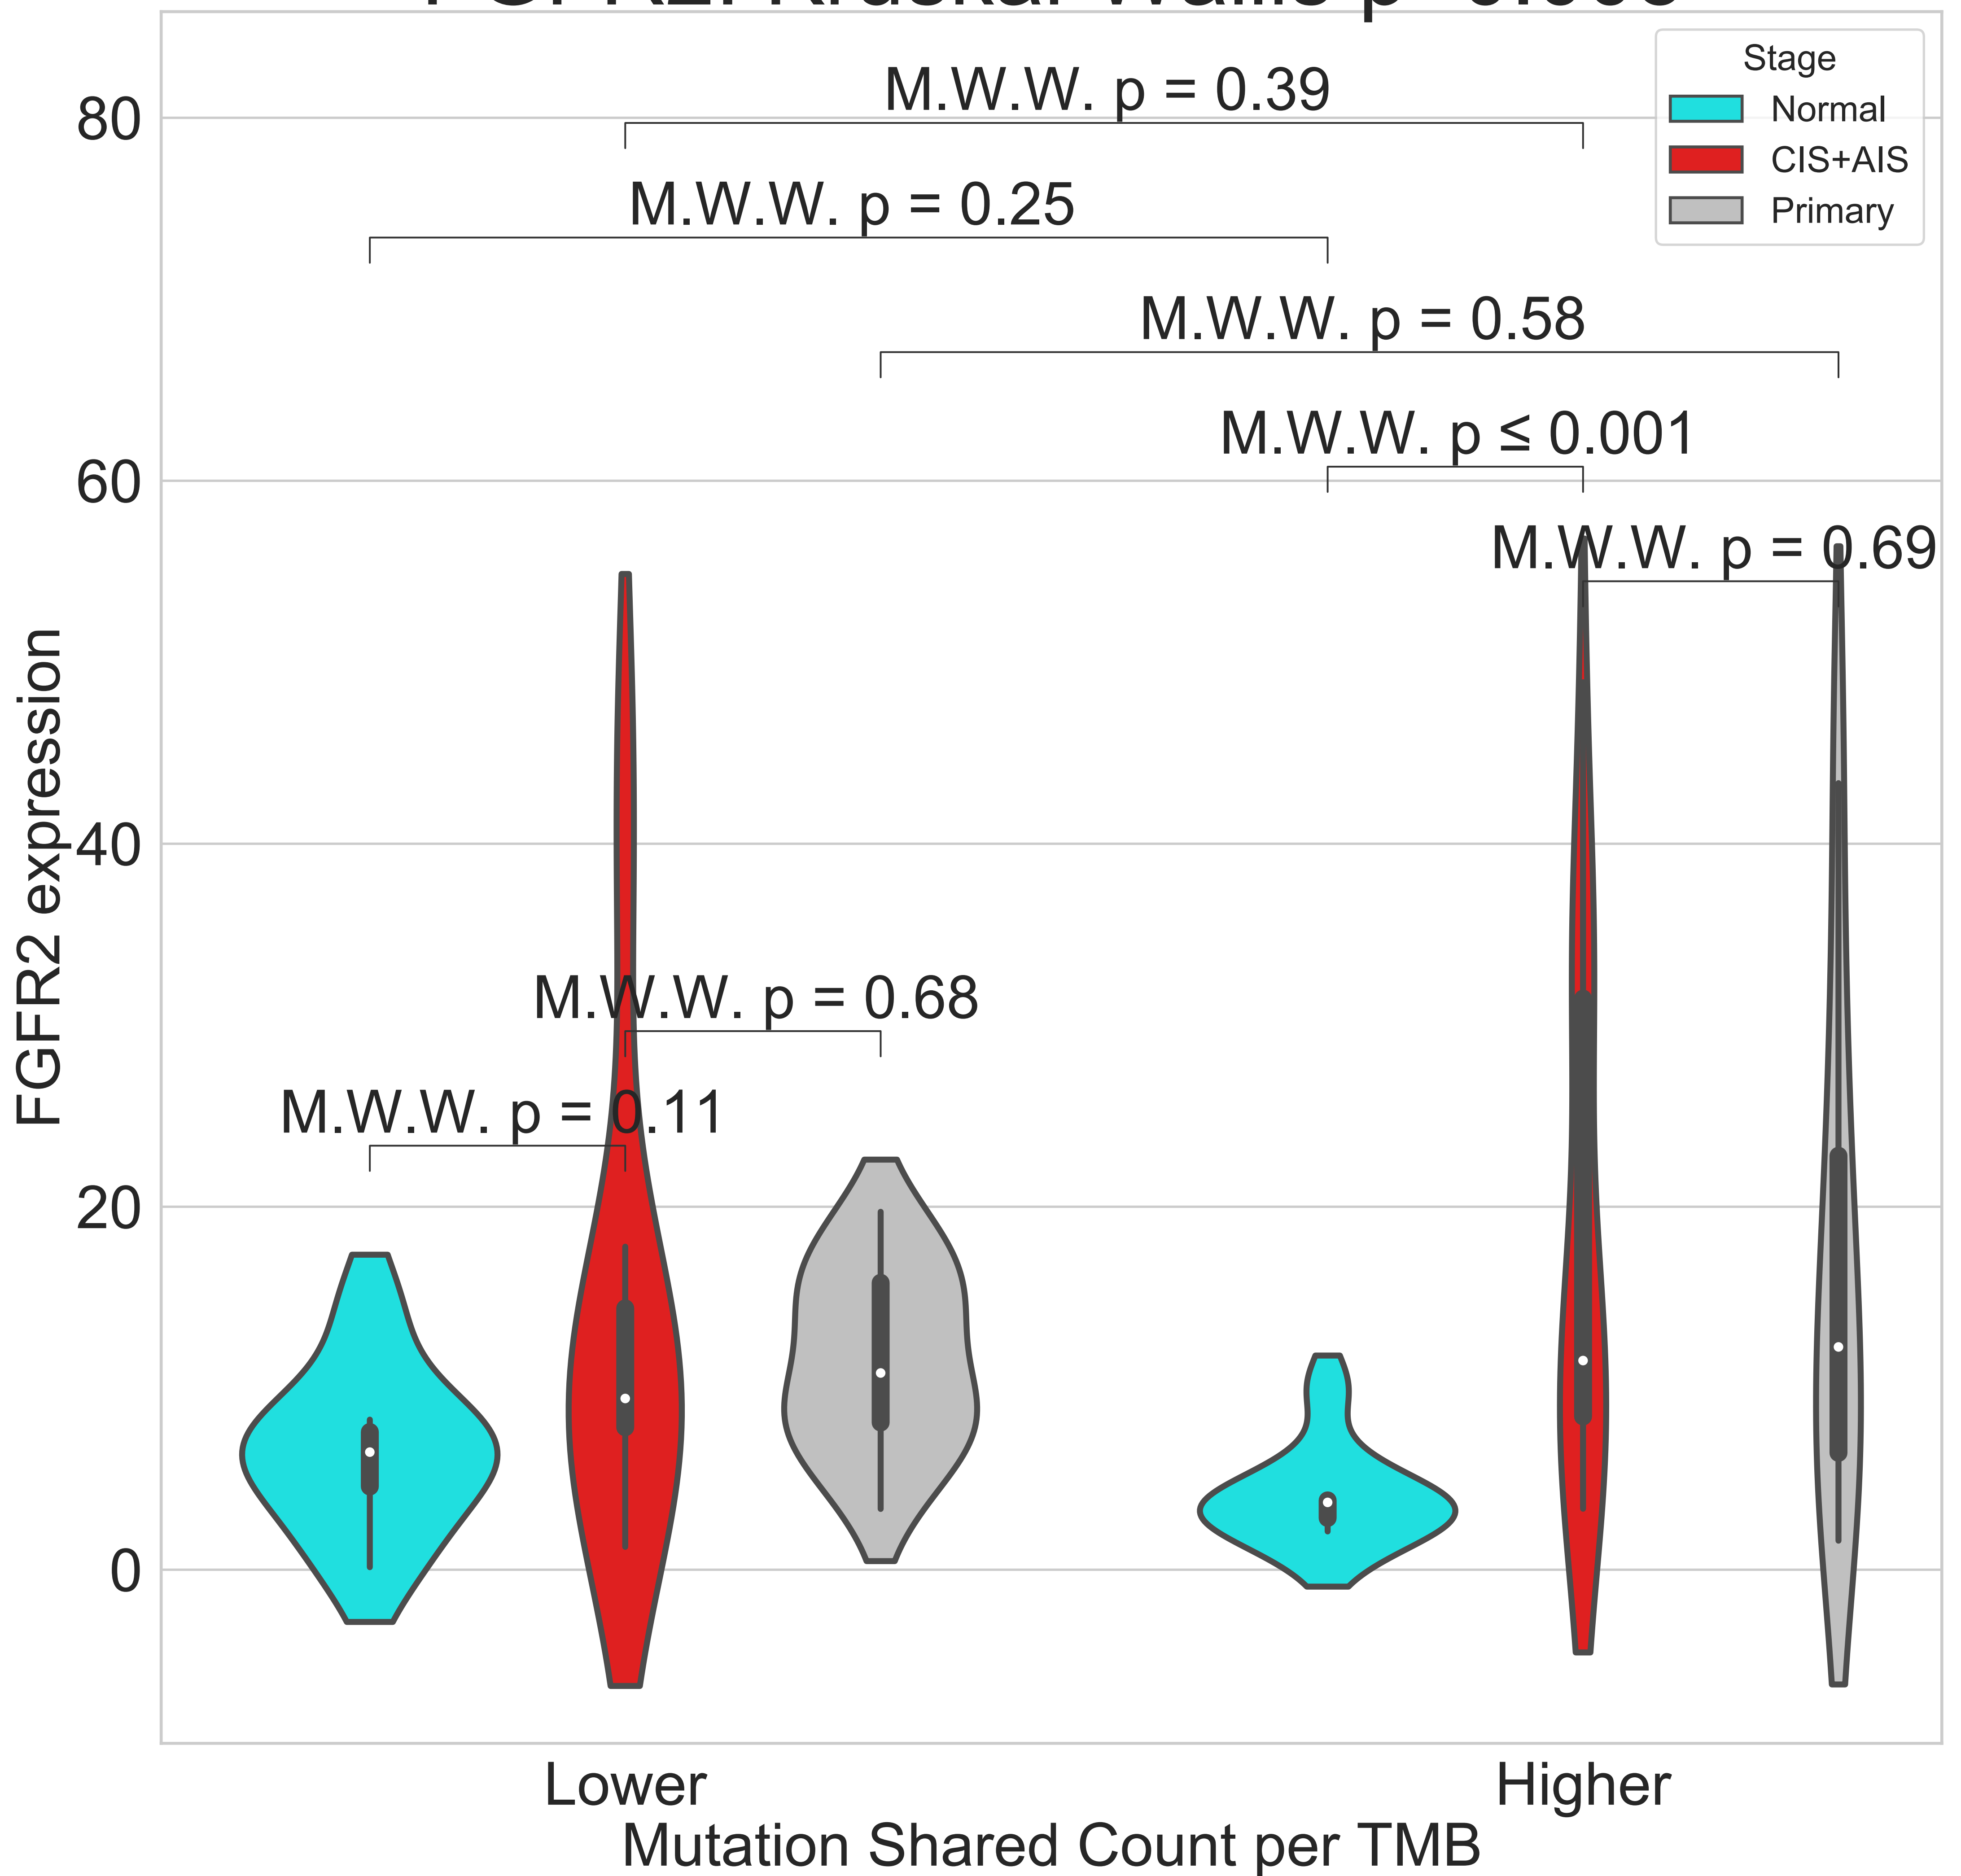 M.W.W. p = 0.39
M.W.W. p = 0.25
M.W.W. p = 0.58
M.W.W. p ≤ 0.001
M.W.W. p = 0.69
M.W.W. p = 0.68
M.W.W. p = 0.11
Stage
Normal
CIS+AIS
Primary
80
60
40
20
0
FGFR2 expression
Lower
Higher
Mutation Shared Count per TMB